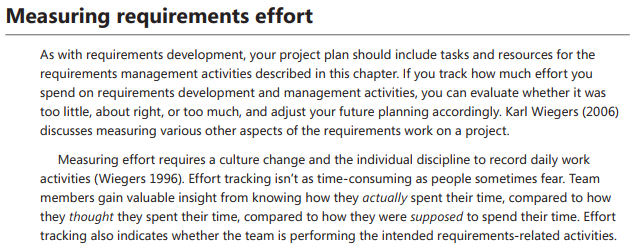 Measuring requirements effort
As with requirements development, your project plan should include tasks and resources for the
requirements management activities described in this chapter. If you track how much effort you
spend on requirements development and management activities, you can evaluate whether it was
too little, about right, or too much, and adjust your future planning accordingly. Karl Wiegers (2006)
discusses measuring various other aspects of the requirements work on a project.
Measuring effort requires a culture change and the individual discipline to record daily work
activities (Wiegers 1996). Effort tracking isn't as time-consuming as people sometimes fear. Team
members gain valuable insight from knowing how they actually spent their time, compared to how
they thought they spent their time, compared to how they were supposed to spend their time. Effort
tracking also indicates whether the team is performing the intended requirements-related activities.